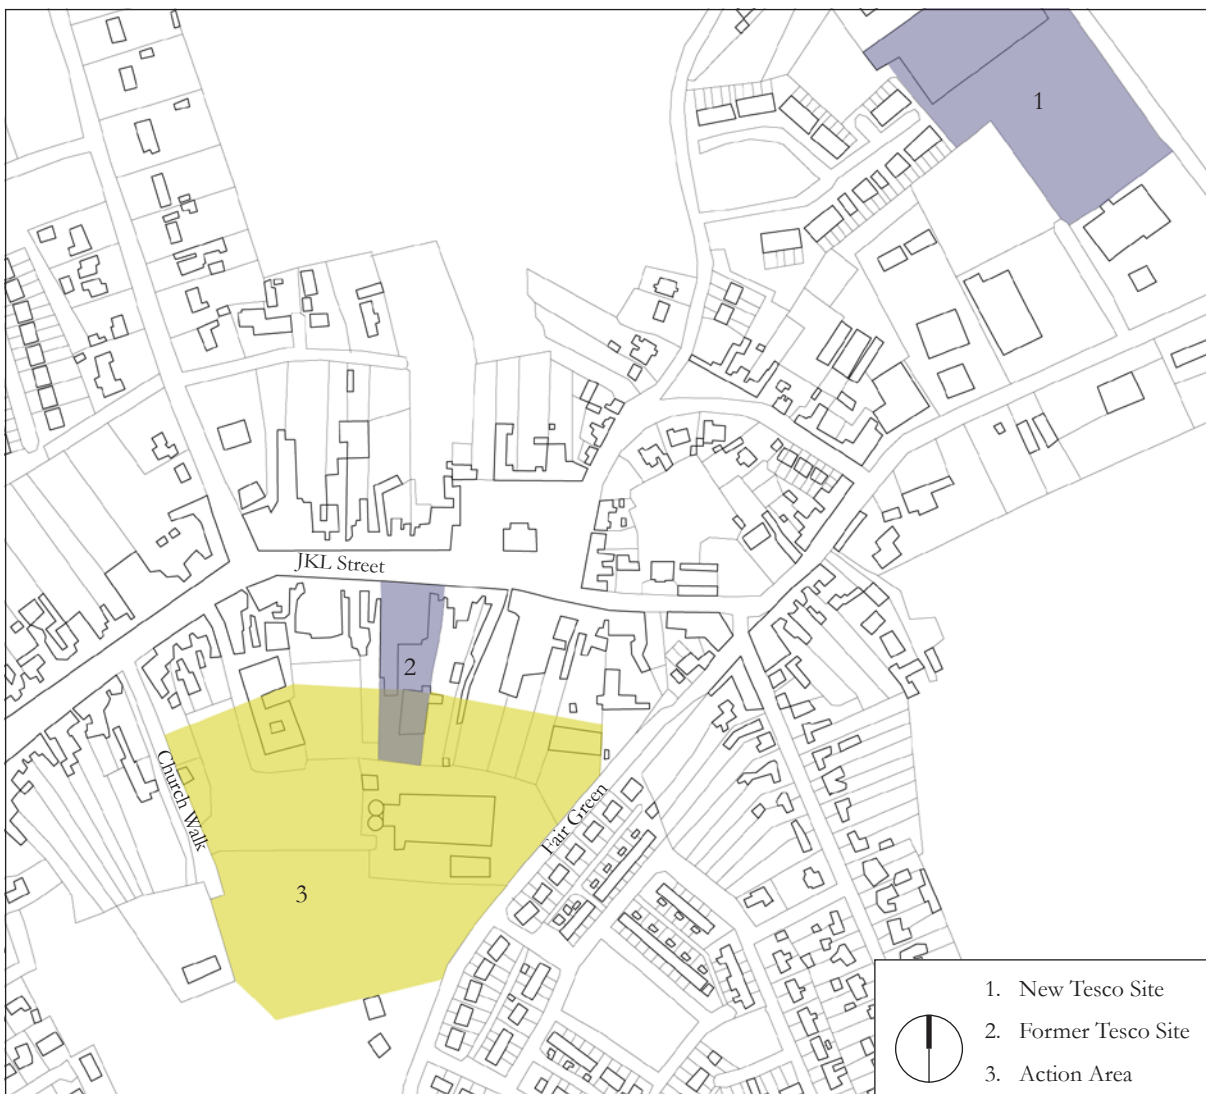 1
JKL Street
2
Church Walk
Fair Green
3
1. New Tesco Site
2. Former Tesco Site
3. Action Area